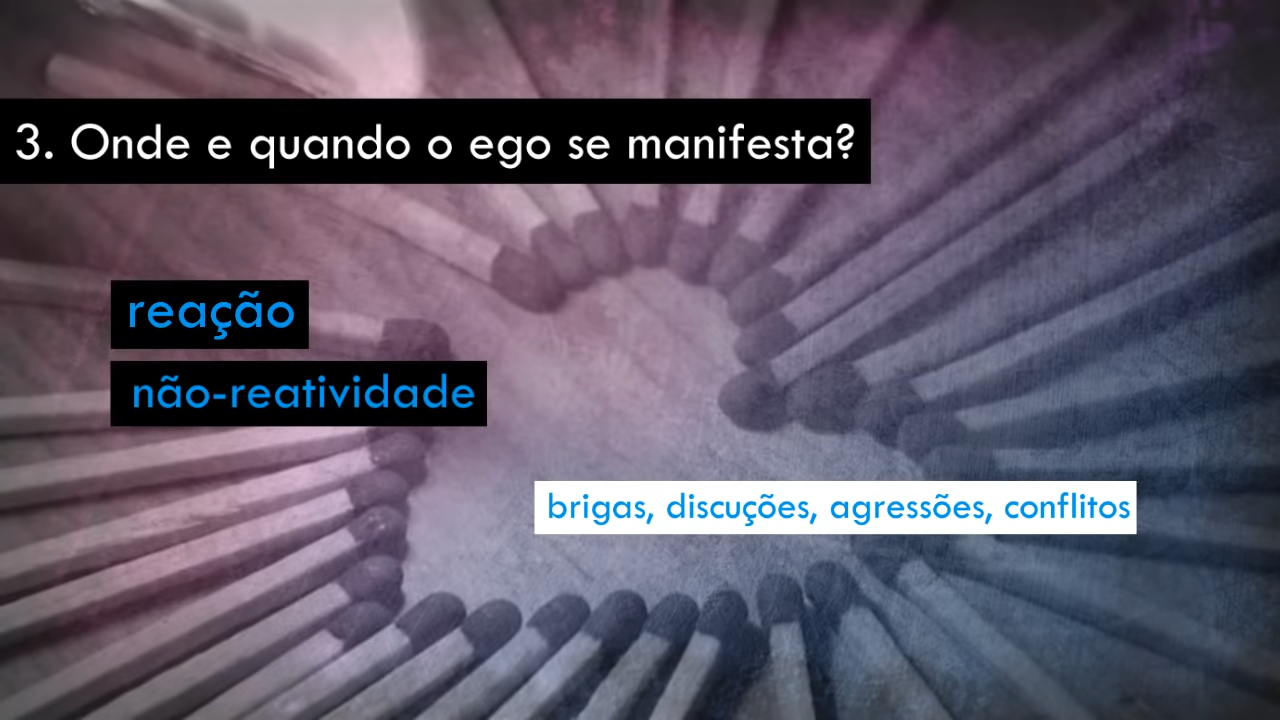 3. Onde e quando o ego se manifesta?
reação
não-reatividade
brigas, discuções, agressões, conflitos